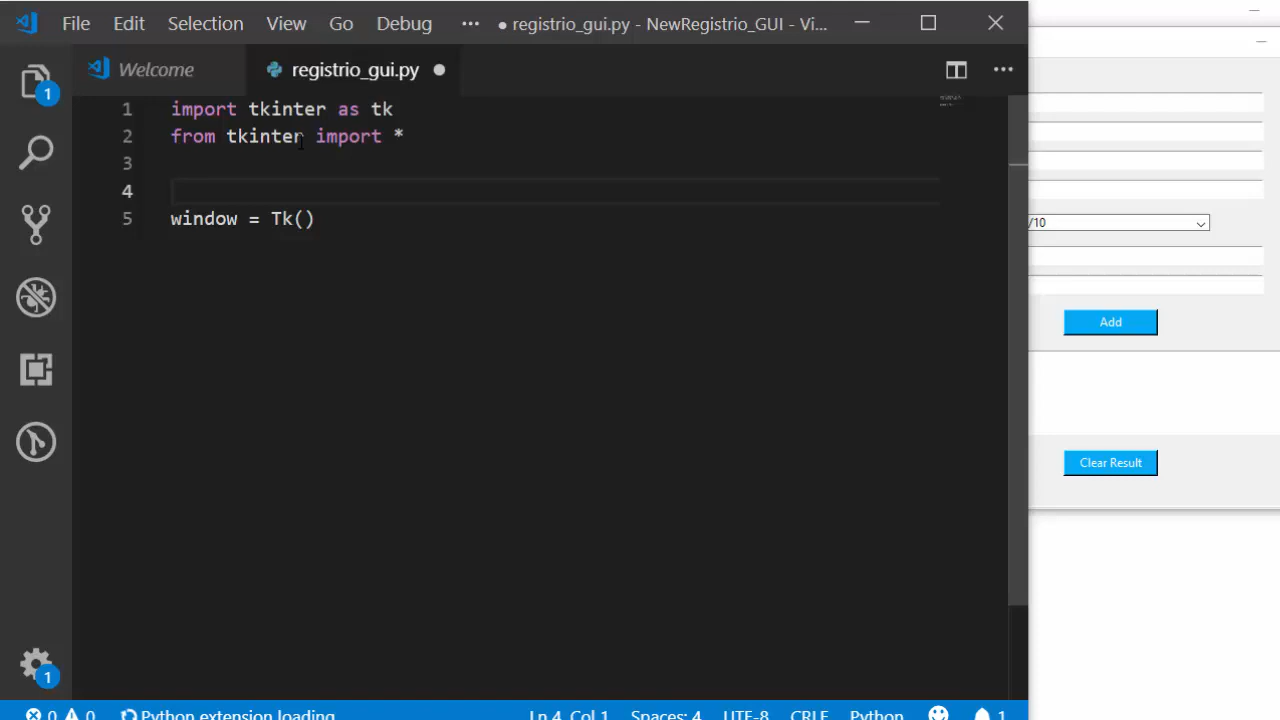 File Edit Selection View Go Debug ••• ● registrio_gui.py - NewRegistrio_GUI - Vi...
Welcome registrio_gui.py ●
1 import tkinter as tk
2 from tkinter import *
3
4
5 window = Tk()
1
/10
Add
Clear Result
1
0 0 Python extension loading Ln 4, Col 1 Spaces: 4 UTF-8 CRLF Python 1